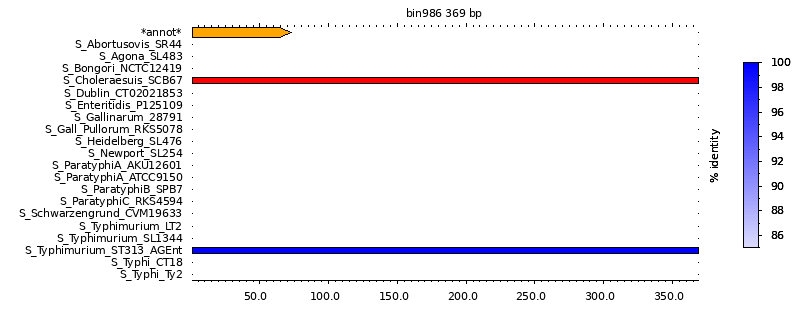 bin986 369 bp
*annot*
S_Abortusovis_SR44
S_Agona_SL483
S_Bongori_NCTC12419
S_Choleraesuis_SCB67
S_Dublin_CT02021853
S_Enteritidis_P125109
S_Gallinarum_28791
S_Gall_Pullorum_RKS5078
S_Heidelberg_SL476
S_Newport_SL254
S_ParatyphiA_AKU12601
S_ParatyphiA_ATCC9150
S_ParatyphiB_SPB7
S_ParatyphiC_RKS4594
S_Schwarzengrund_CVM19633
S_Typhimurium_LT2
S_Typhimurium_SL1344
S_Typhimurium_ST313_AGEnt
S_Typhi_CT18
S_Typhi_Ty2
50.0 100.0 150.0 200.0 250.0 300.0 350.0
% identity
100
98
96
94
92
90
88
86